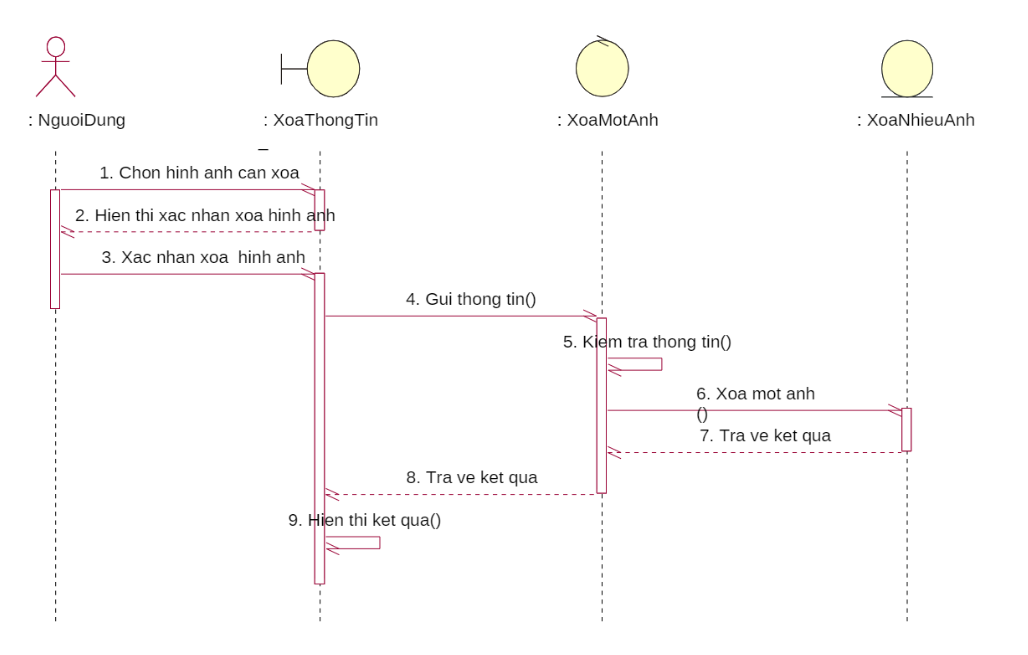 : NguoiDung
: XoaThongTin
: XoaMotAnh
: XoaNhieuAnh
_
1. Chon hinh anh can xoa
2. Hien thi xac nhan xoa hinh anh
3. Xac nhan xoa  hinh anh
4. Gui thong tin()
5. Kiem tra thong tin()
6. Xoa mot anh
()
7. Tra ve ket qua
8. Tra ve ket qua
9. Hien thi ket qua()